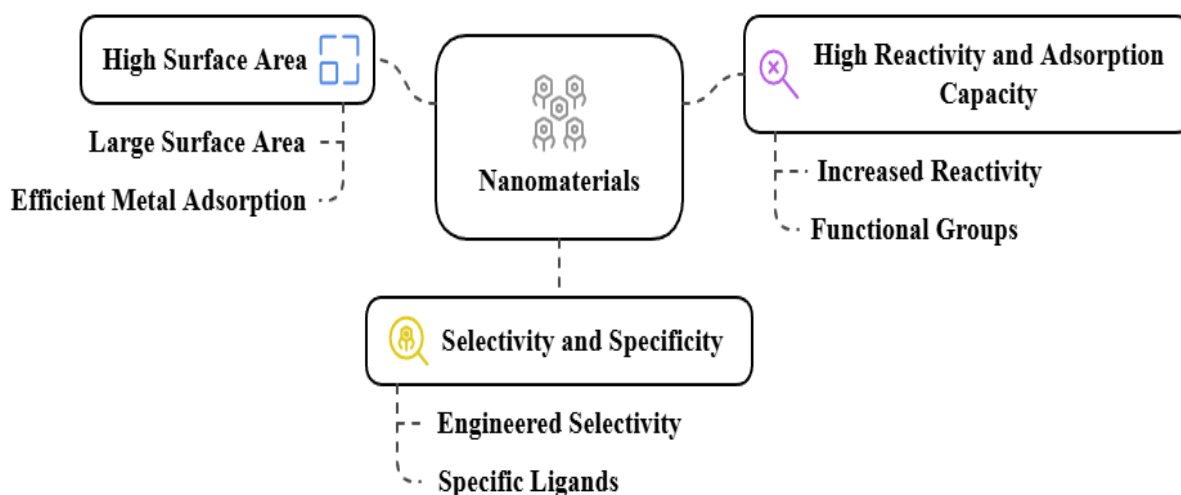 High Surface Area
Large Surface Area
Efficient Metal Adsorption
Nanomaterials
High Reactivity and Adsorption
Capacity
Increased Reactivity
Functional Groups
Selectivity and Specificity
Engineered Selectivity
Specific Ligands